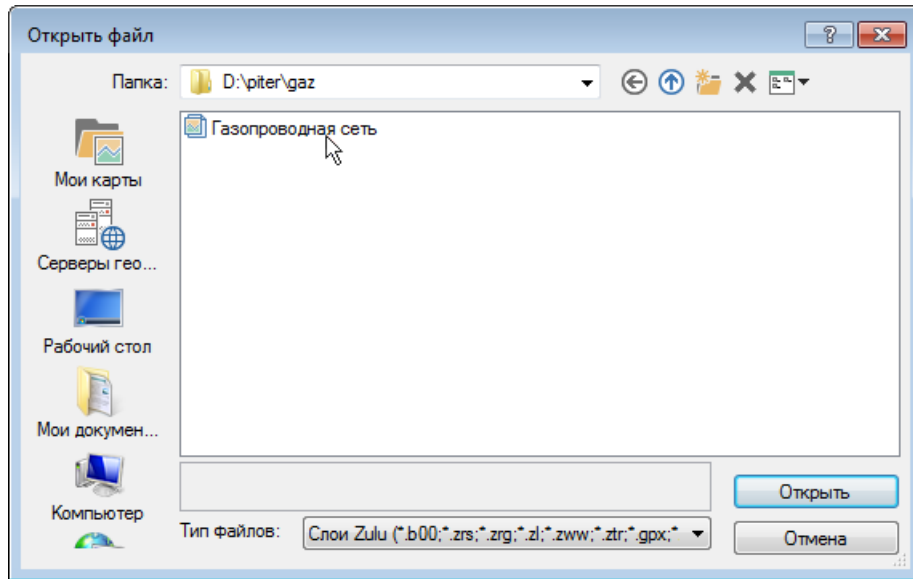 Открыть файл
Папка: D:\piter\gaz
Газопроводная сеть
Мои карты
Серверы гео...
Рабочий стол
Мои докумен...
Компьютер
Открыть
Тип файлов: Слои Zulu (*.b00;*.zrs;*.zrg;*.zl;*.zww;*.ztr;*.gpx;*
Отмена